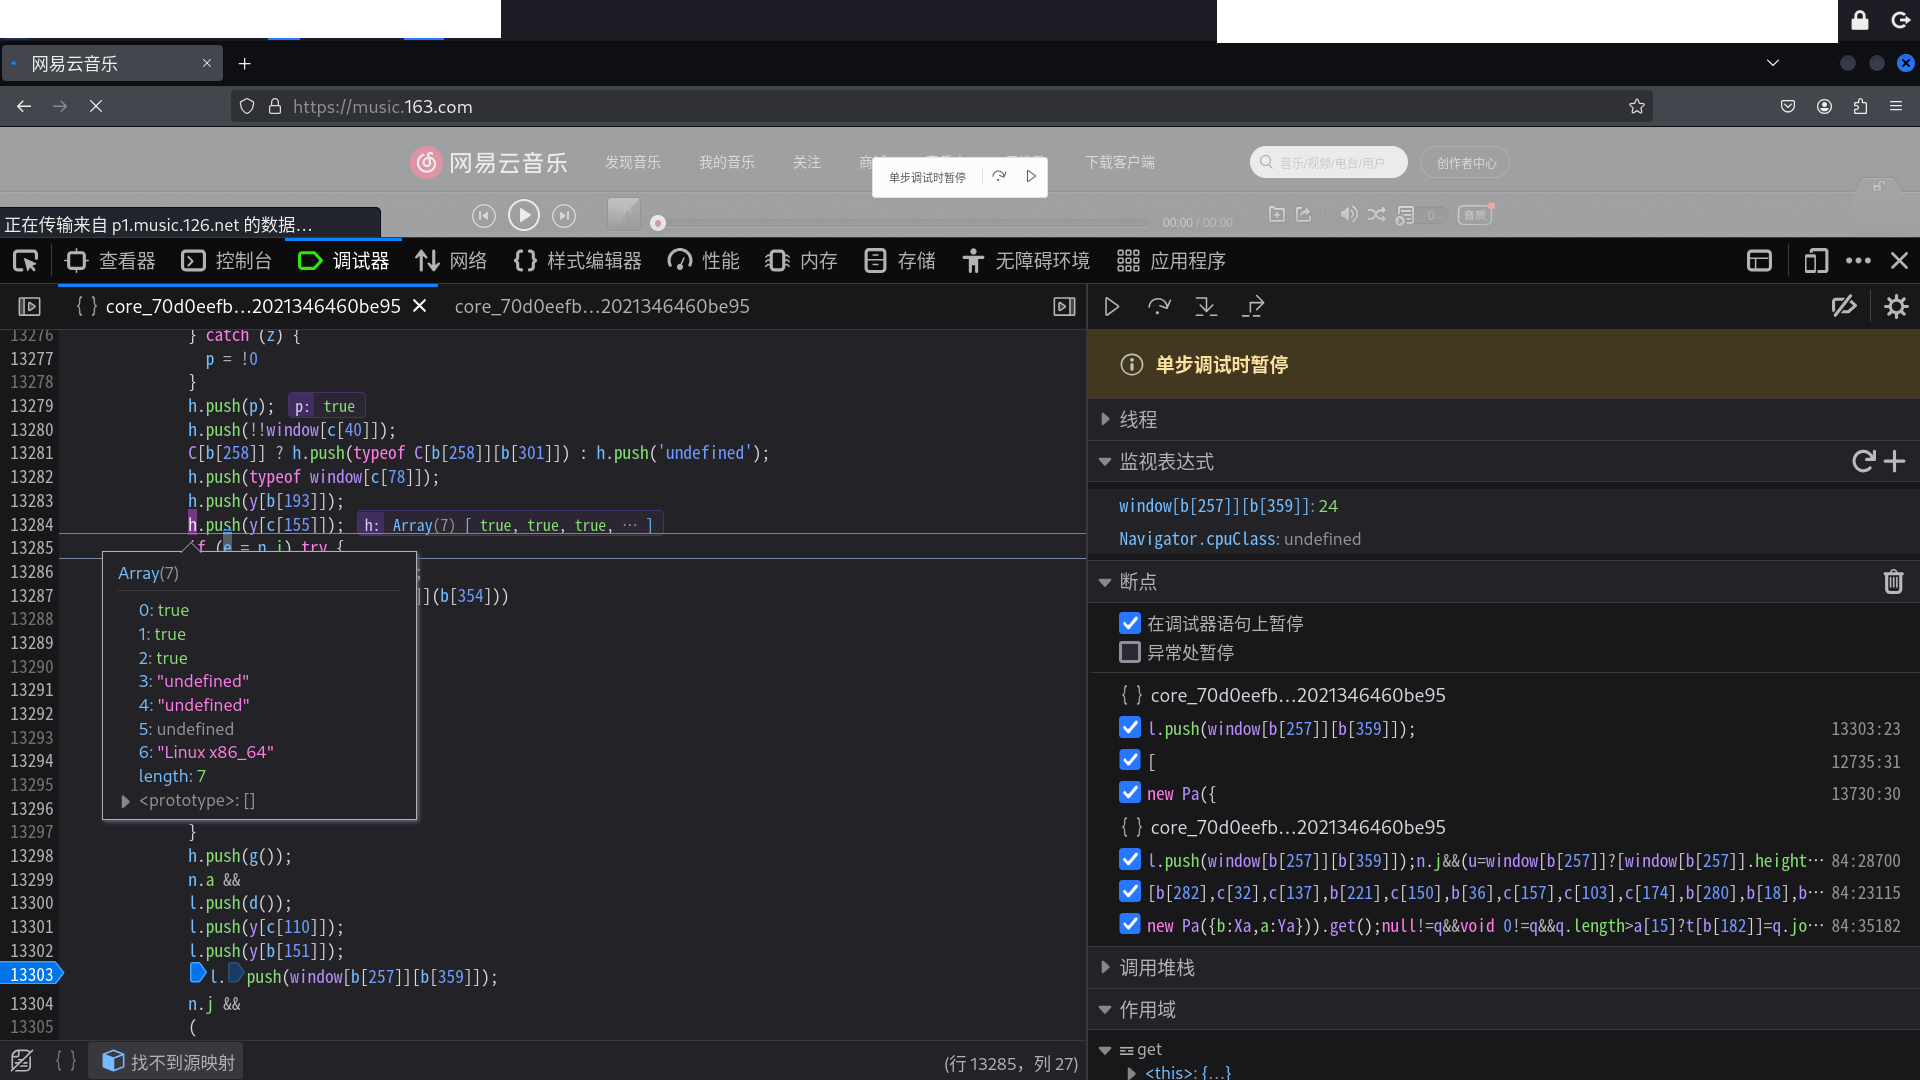 网易云音乐
https://music.163.com
网易云音乐
发现音乐
我的音乐
关注
下载客户端
音乐/视频/电台/用户
创作者中心
单步调试时暂停
正在传输来自 p1.music.126.net 的数据…
00:00 / 00:00
0
音质
查看器
控制台
调试器
网络
样式编辑器
性能
内存
存储
无障碍环境
应用程序
{ } core_70d0eefb…2021346460be95
core_70d0eefb…2021346460be95
13276 } catch (z) {
13277 p = !0
13278 }
13279 h.push(p); p: true
13280 h.push(!!window[c[40]]);
13281 C[b[258]] ? h.push(typeof C[b[258]][b[301]]) : h.push('undefined');
13282 h.push(typeof window[c[78]]);
13283 h.push(y[b[193]]);
13284 h.push(y[c[155]]); h: Array(7) [ true, true, true, … ]
13285 if (e = n.i) try {
13286 ;
13287 ]](b[354]))
13288
13289
13290
13291
13292
13293
13294
13295
13296
13297 }
13298 h.push(g());
13299 n.a &&
13300 l.push(d());
13301 l.push(y[c[110]]);
13302 l.push(y[b[151]]);
13303 l.push(window[b[257]][b[359]]);
13304 n.j &&
13305 (
Array(7)
0: true
1: true
2: true
3: "undefined"
4: "undefined"
5: undefined
6: "Linux x86_64"
length: 7
<prototype>: []
{ } 找不到源映射
(行 13285，列 27)
单步调试时暂停
线程
监视表达式
window[b[257]][b[359]]: 24
Navigator.cpuClass: undefined
断点
在调试器语句上暂停
异常处暂停
{ } core_70d0eefb…2021346460be95
l.push(window[b[257]][b[359]]); 13303:23
[ 12735:31
new Pa({ 13730:30
{ } core_70d0eefb…2021346460be95
l.push(window[b[257]][b[359]]);n.j&&(u=window[b[257]]?[window[b[257]].height… 84:28700
[b[282],c[32],c[137],b[221],c[150],b[36],c[157],c[103],c[174],b[280],b[18],b… 84:23115
new Pa({b:Xa,a:Ya})).get();null!=q&&void 0!=q&&q.length>a[15]?t[b[182]]=q.jo… 84:35182
调用堆栈
作用域
get
<this>: {…}